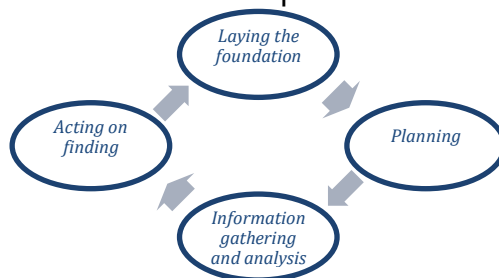 Laying the
foundation
Planning
Information
gathering
and analysis
Acting on
finding